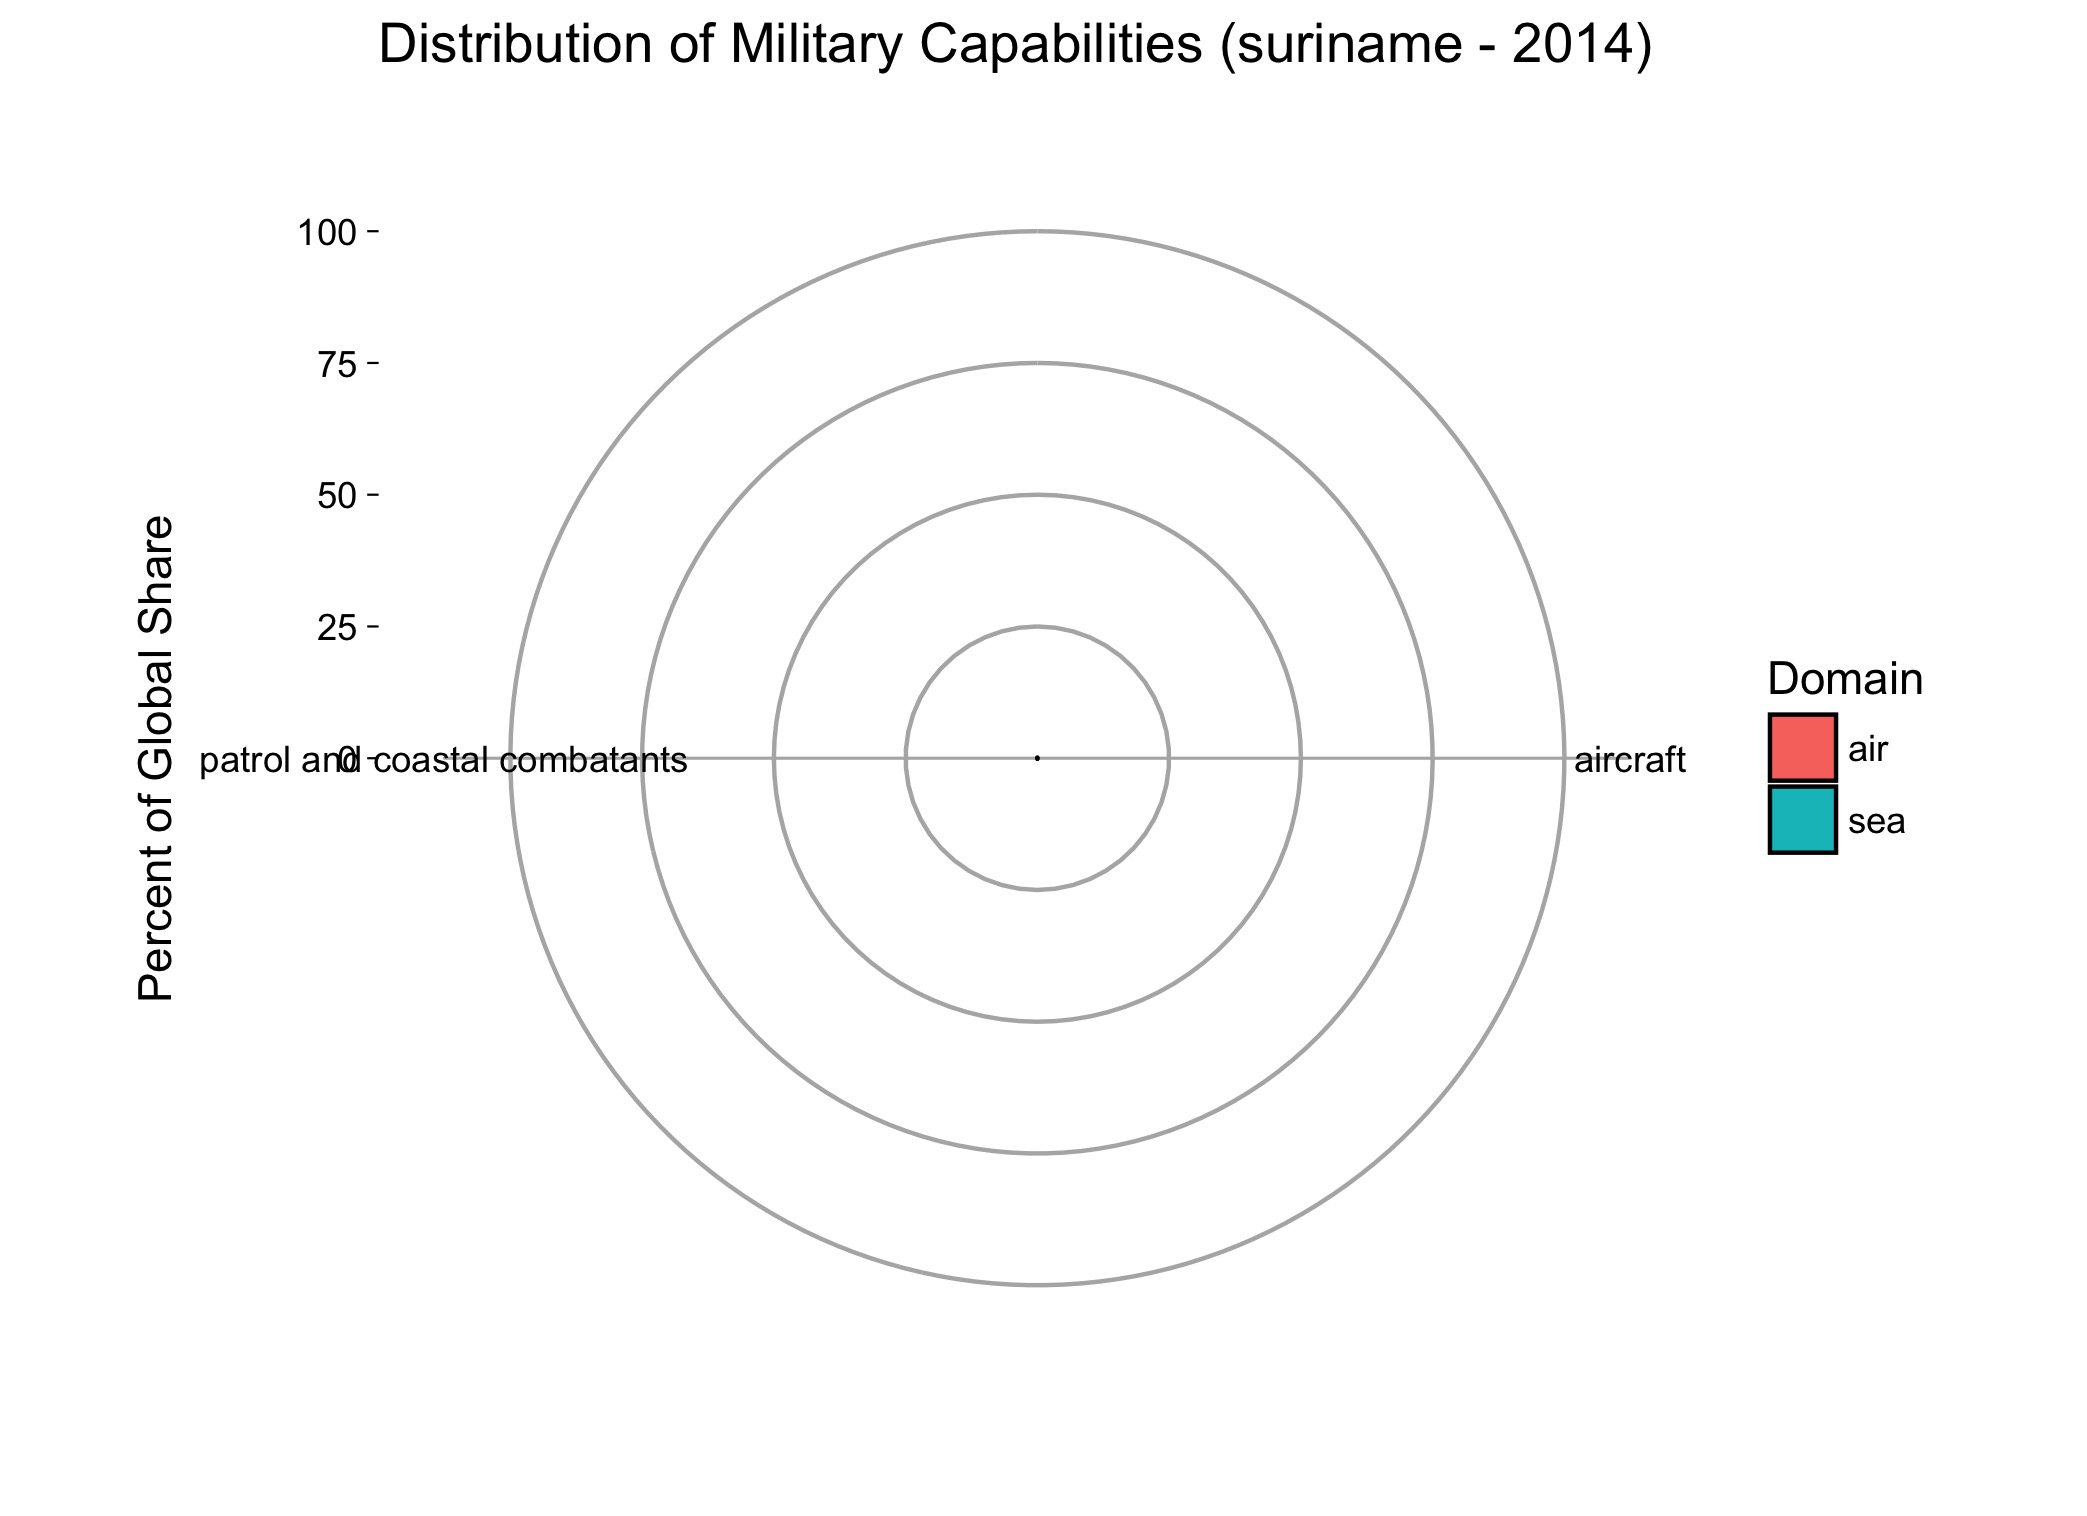 Distribution of Military Capabilities (suriname - 2014)
100
75
50
25
0
Percent of Global Share
patrol and coastal combatants
aircraft
Domain
air
sea